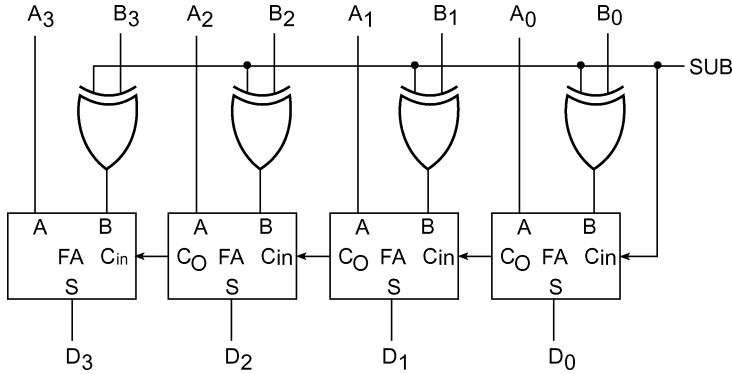 A3 B3 A2 B2 A1 B1 A0 B0
SUB
A B A B A B A B
FA Cin CO FA Cin CO FA Cin CO FA Cin
S S S S
D3 D2 D1 D0